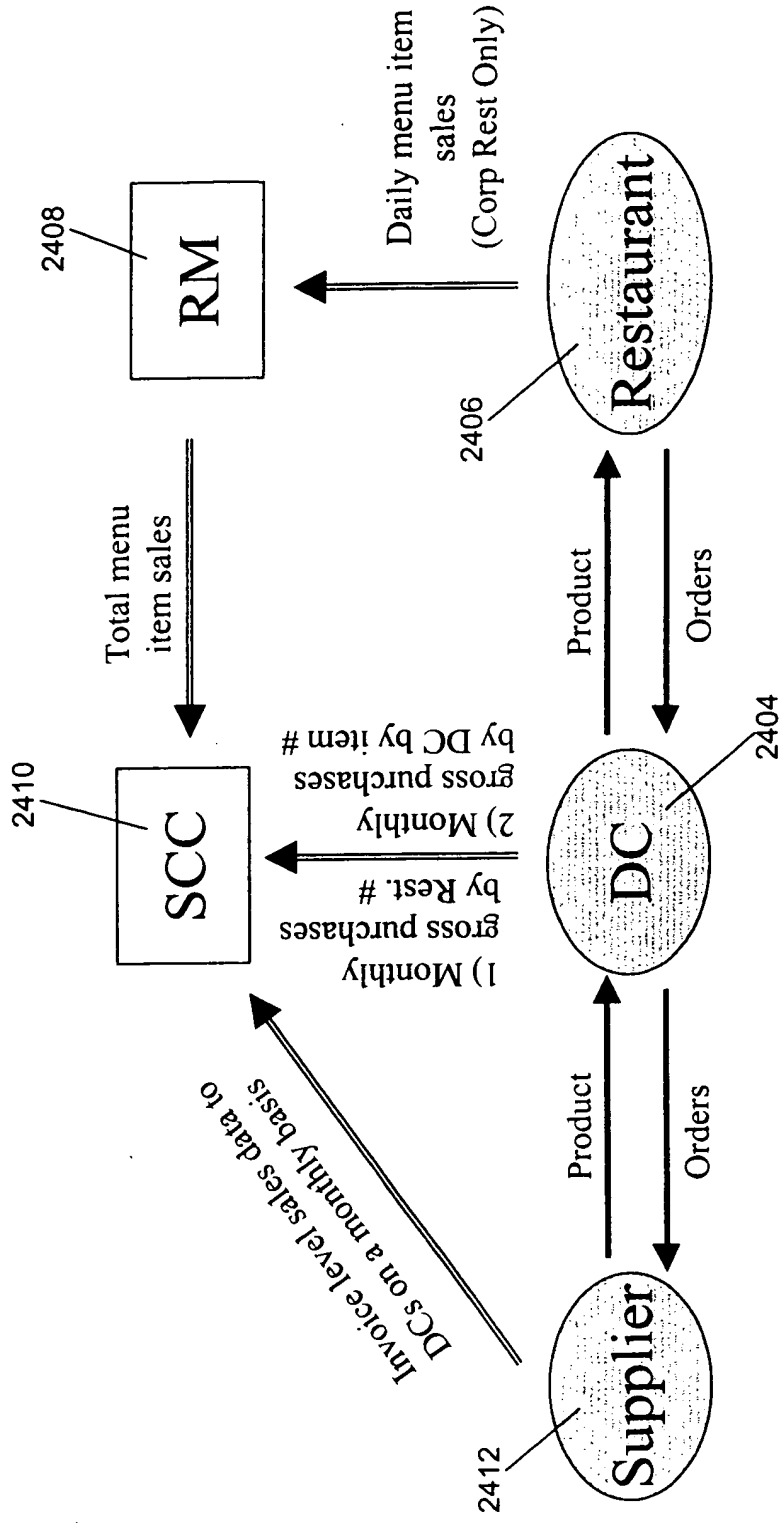 2410
SCC
Total menu
item sales
2408
RM
Invoice level sales data to
DCs on a monthly basis
1) Monthly
gross purchases
by Rest. #
2) Monthly
gross purchases
by DC by item #
Daily menu item
sales
(Corp Rest Only)
2412
Supplier
Product
Orders
DC
2404
Product
Orders
2406
Restaurant